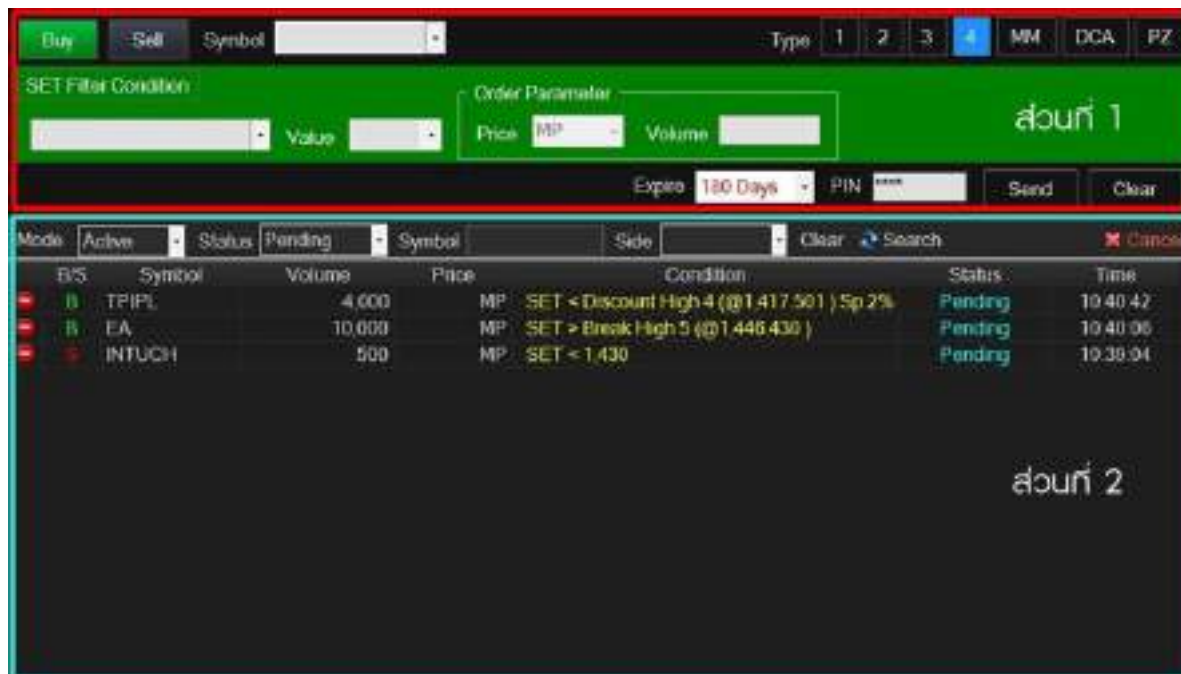 Buy Sell Symbol Type 1 2 3 4 MM DCA PZ
SET Filter Condition
Order Parameter
ส่วนที่ 1
Value Price MP Volume
Expire 180 Days PIN **** Send Clear
Mode Active Status Pending Symbol Side Clear Search Cancel
B/S Symbol Volume Price Condition Status Time
B TPIPL 4,000 MP SET < Discount High 4 (@1,417.501 ) Sp 2% Pending 10:40:42
B EA 10,000 MP SET > Break High 5 (@1,446.430 ) Pending 10:40:06
S INTUCH 500 MP SET < 1,430 Pending 10:39:04
ส่วนที่ 2